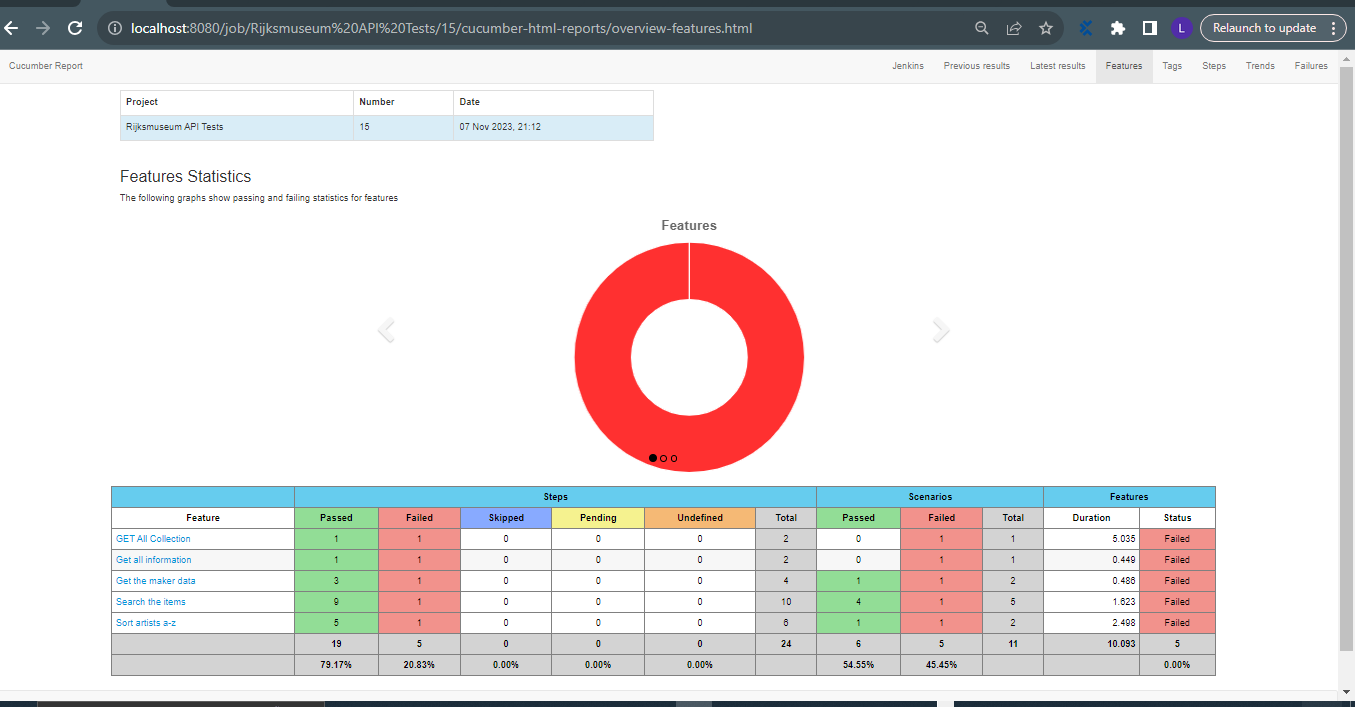 localhost:8080/job/Rijksmuseum%20API%20Tests/15/cucumber-html-reports/overview-features.html L Relaunch to update
Cucumber Report Jenkins Previous results Latest results Features Tags Steps Trends Failures
Project Number Date
Rijksmuseum API Tests 15 07 Nov 2023, 21:12
Features Statistics
The following graphs show passing and failing statistics for features
Features
Steps Scenarios Features
Feature Passed Failed Skipped Pending Undefined Total Passed Failed Total Duration Status
GET All Collection 1 1 0 0 0 2 0 1 1 5.035 Failed
Get all information 1 1 0 0 0 2 0 1 1 0.449 Failed
Get the maker data 3 1 0 0 0 4 1 1 2 0.486 Failed
Search the items 9 1 0 0 0 10 4 1 5 1.623 Failed
Sort artists a-z 5 1 0 0 0 6 1 1 2 2.498 Failed
19 5 0 0 0 24 6 5 11 10.093 5
79.17% 20.83% 0.00% 0.00% 0.00% 54.55% 45.45% 0.00%